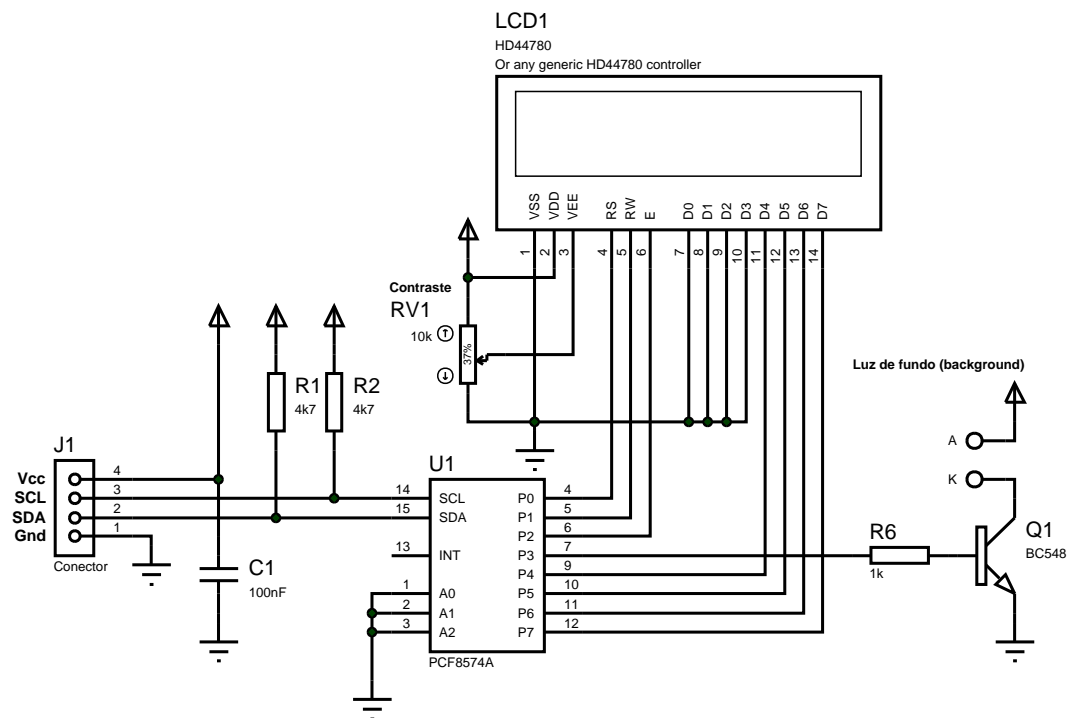 LCD1
HD44780
Or any generic HD44780 controller
VSS VDD VEE RS RW E D0 D1 D2 D3 D4 D5 D6 D7
1 2 3 4 5 6 7 8 9 10 11 12 13 14
Contraste
RV1
10k
37%
R1
4k7
R2
4k7
Luz de fundo (background)
A
K
J1
Vcc 4
SCL 3
SDA 2
Gnd 1
Conector
C1
100nF
U1
14 SCL P0 4
15 SDA P1 5
P2 6
13 INT P3 7
P4 9
1 A0 P5 10
2 A1 P6 11
3 A2 P7 12
PCF8574A
R6
1k
Q1
BC548